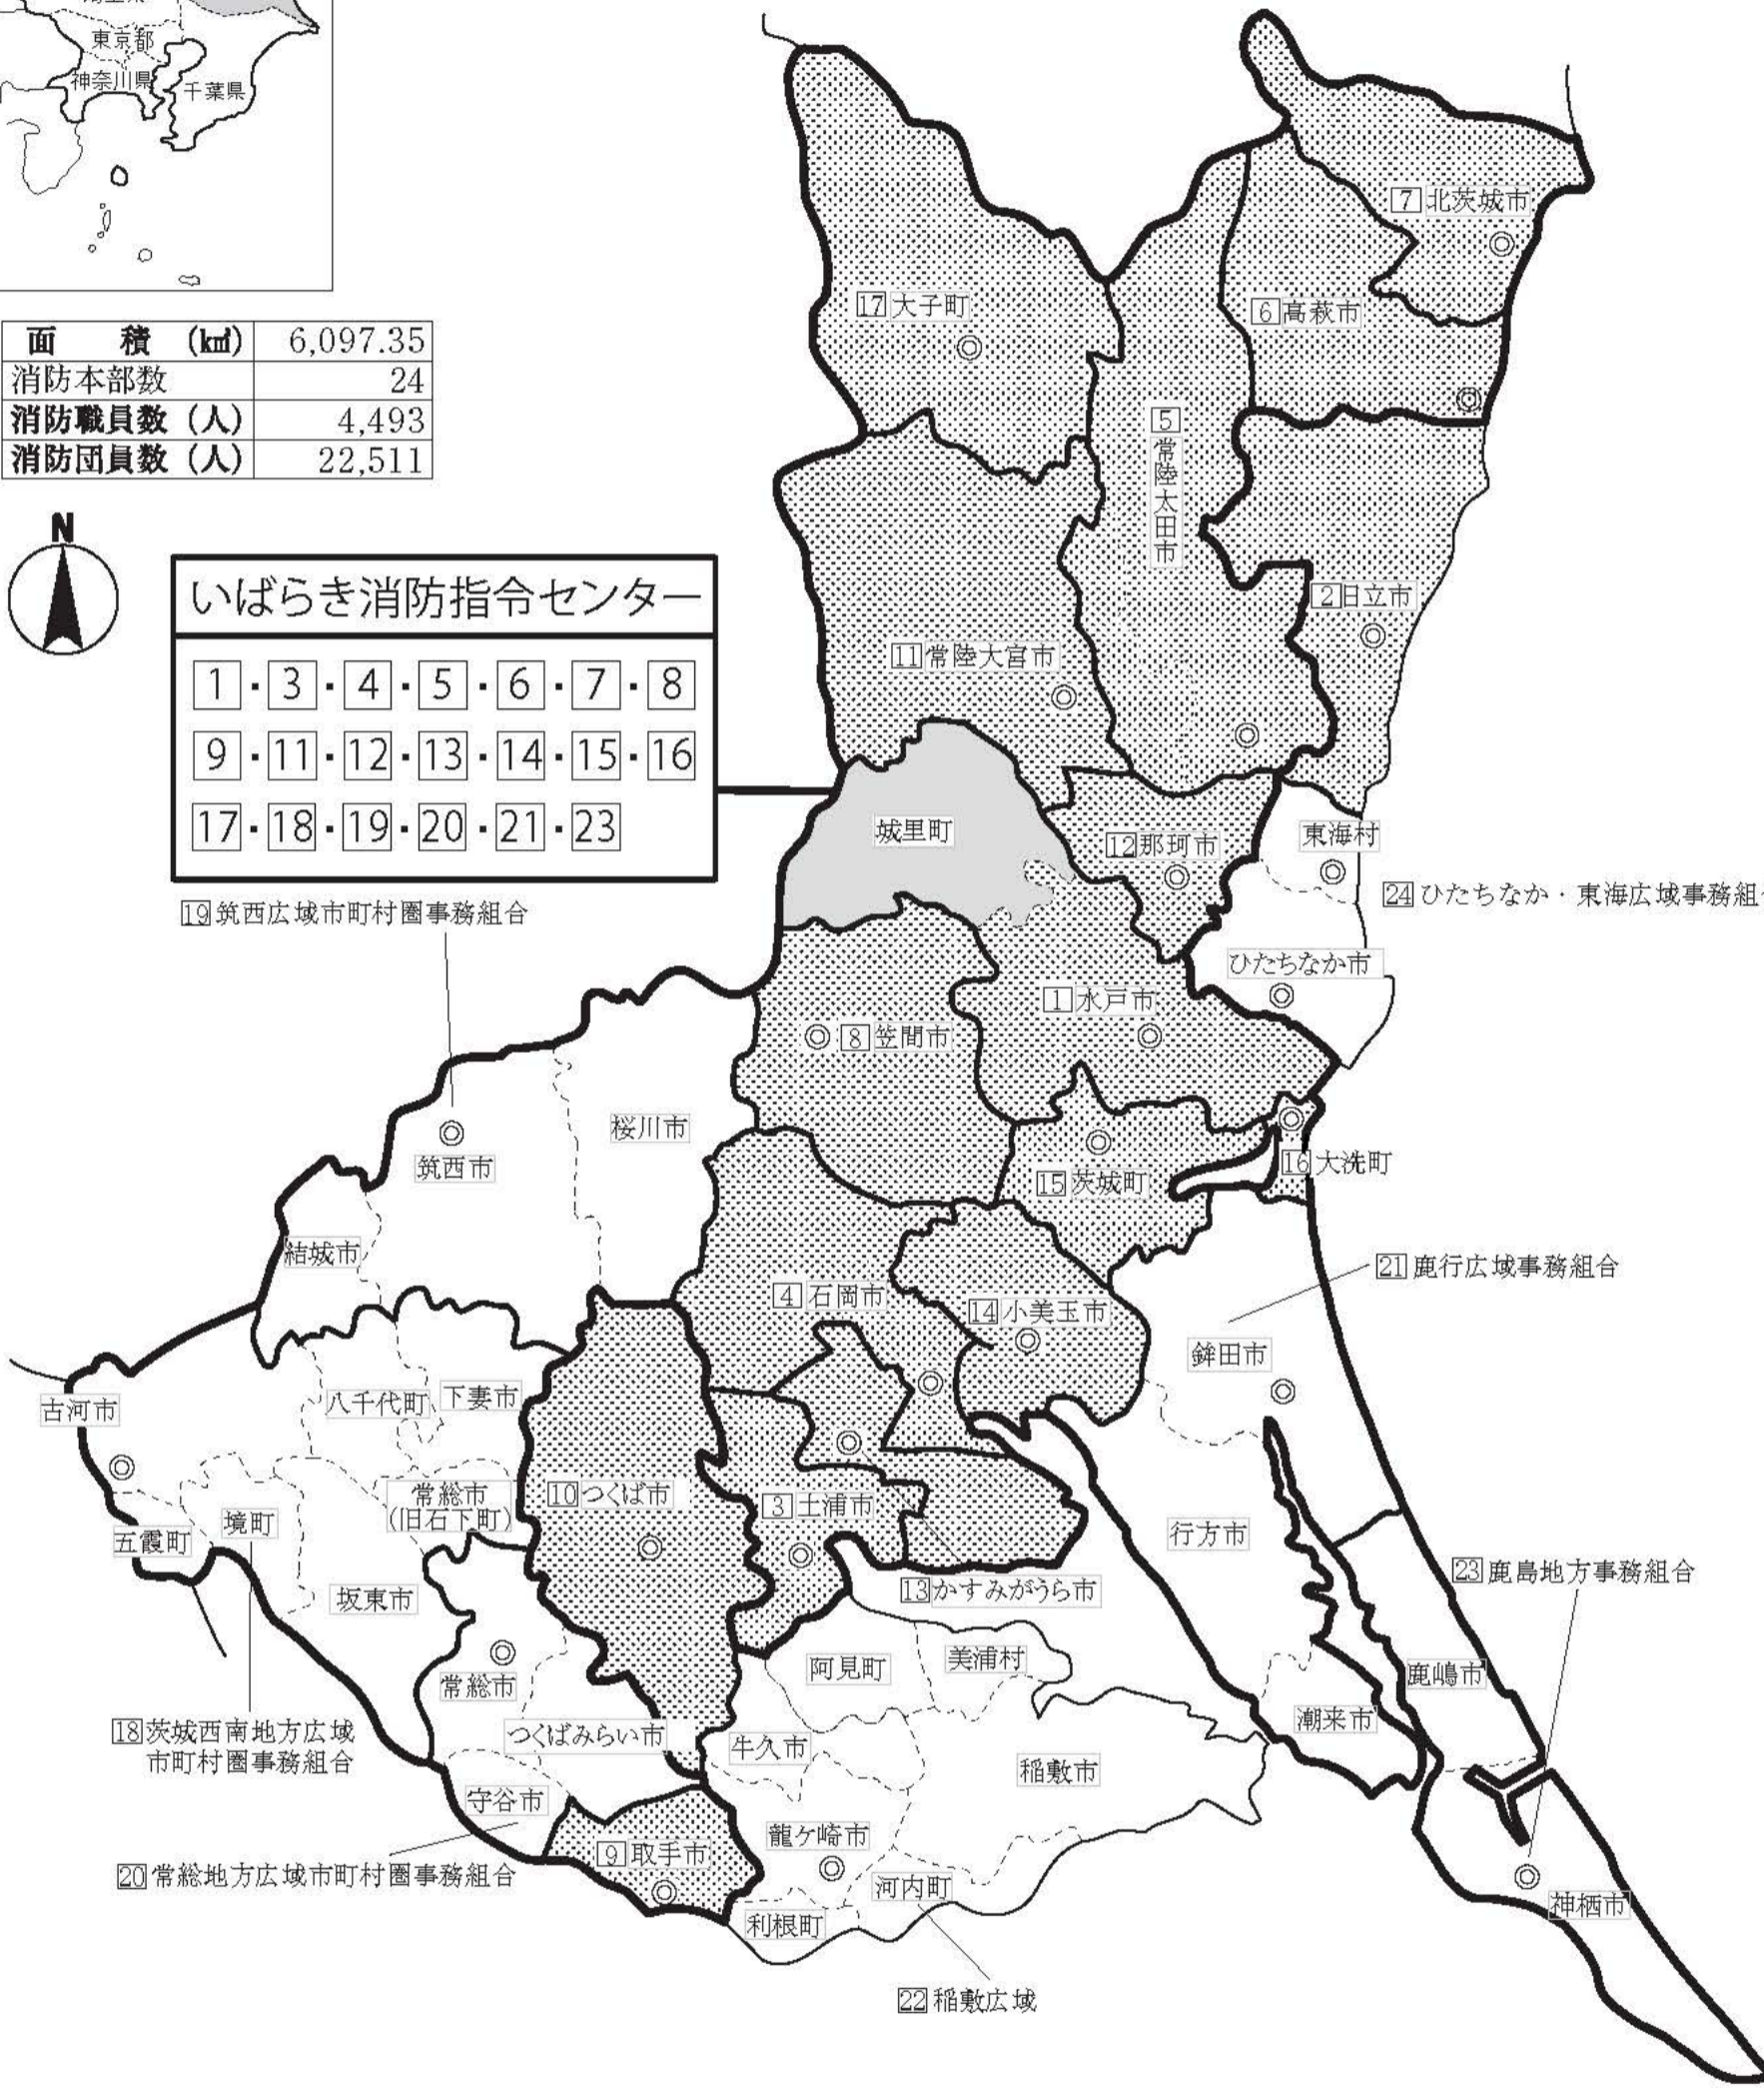 東京都
神奈川県
千葉県
面 積 (㎢) 6,097.35
消防本部数 24
消防職員数 (人) 4,493
消防団員数 (人) 22,511
N
いばらき消防指令センター
1・3・4・5・6・7・8
9・11・12・13・14・15・16
17・18・19・20・21・23
7 北茨城市
17 大子町
6 高萩市
5 常陸太田市
2 日立市
11 常陸大宮市
城里町
12 那珂市
東海村
24 ひたちなか・東海広域事務組
19 筑西広域市町村圏事務組合
ひたちなか市
1 水戸市
8 笠間市
桜川市
筑西市
16 大洗町
15 茨城町
結城市
21 鹿行広域事務組合
4 石岡市
14 小美玉市
鉾田市
古河市
八千代町
下妻市
常総市
(旧石下町)
10 つくば市
3 土浦市
境町
五霞町
行方市
23 鹿島地方事務組合
坂東市
13 かすみがうら市
阿見町
美浦村
鹿嶋市
常総市
潮来市
18 茨城西南地方広域
市町村圏事務組合
つくばみらい市
牛久市
稲敷市
守谷市
龍ケ崎市
9 取手市
20 常総地方広域市町村圏事務組合
河内町
神栖市
利根町
22 稲敷広域